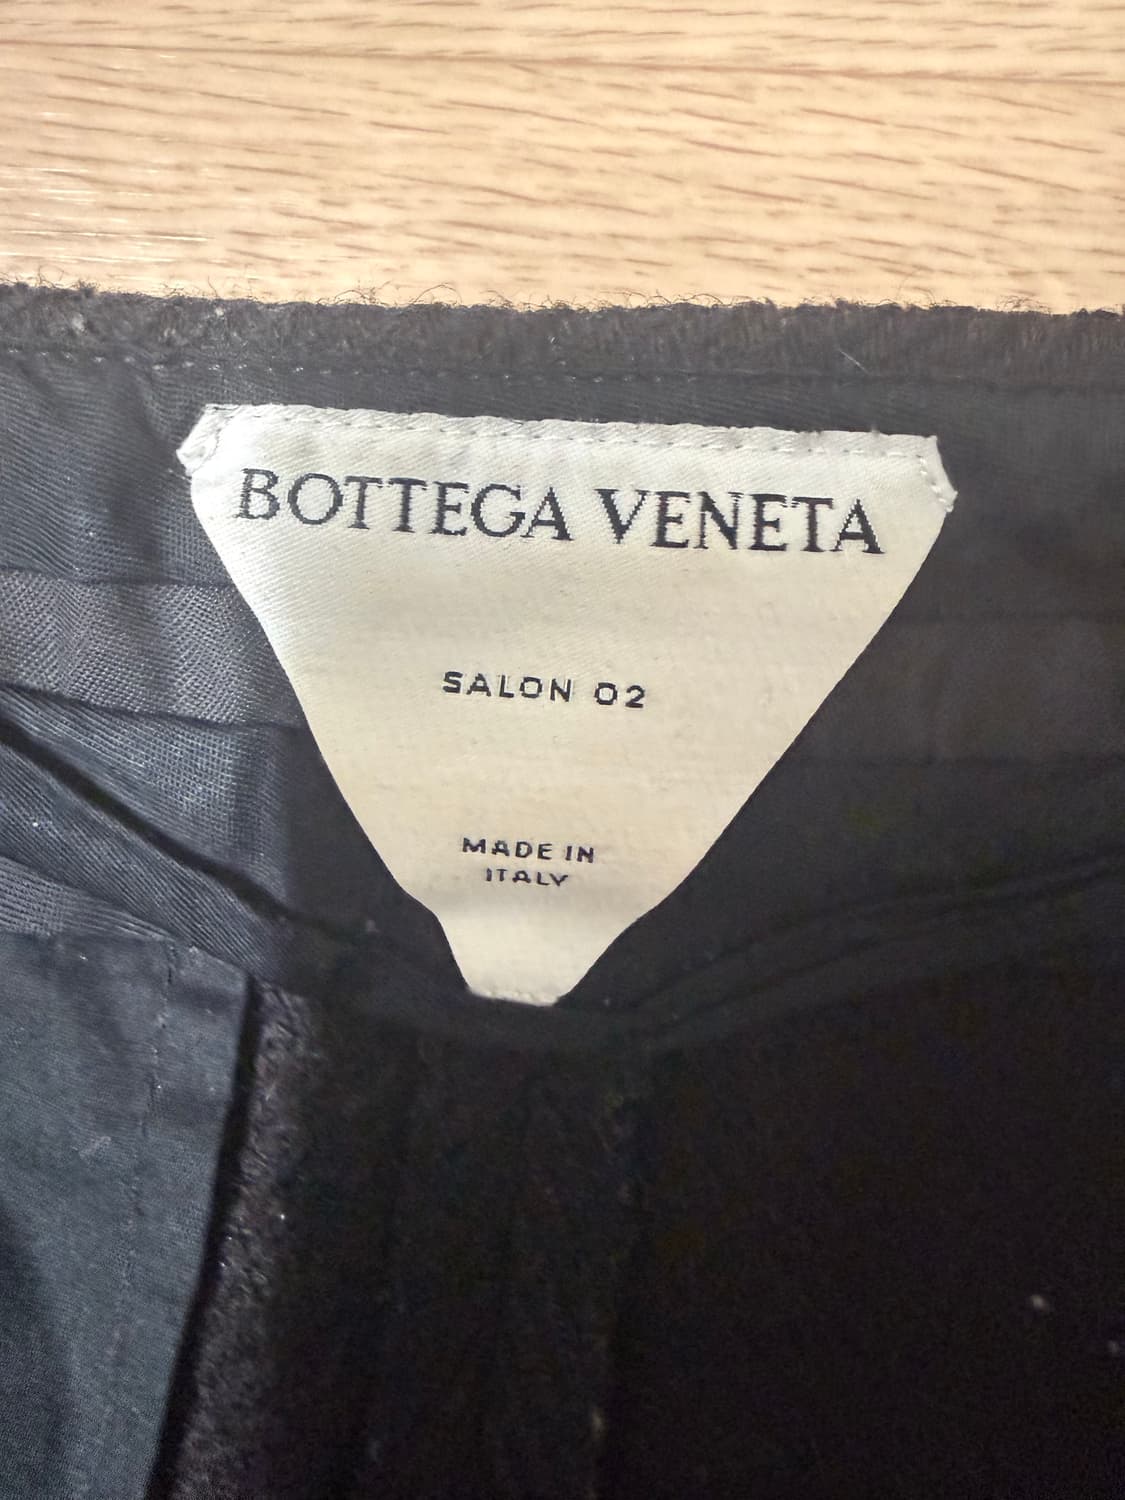 BOTTEGA VENETA
SALON 02
MADE IN
ITALY